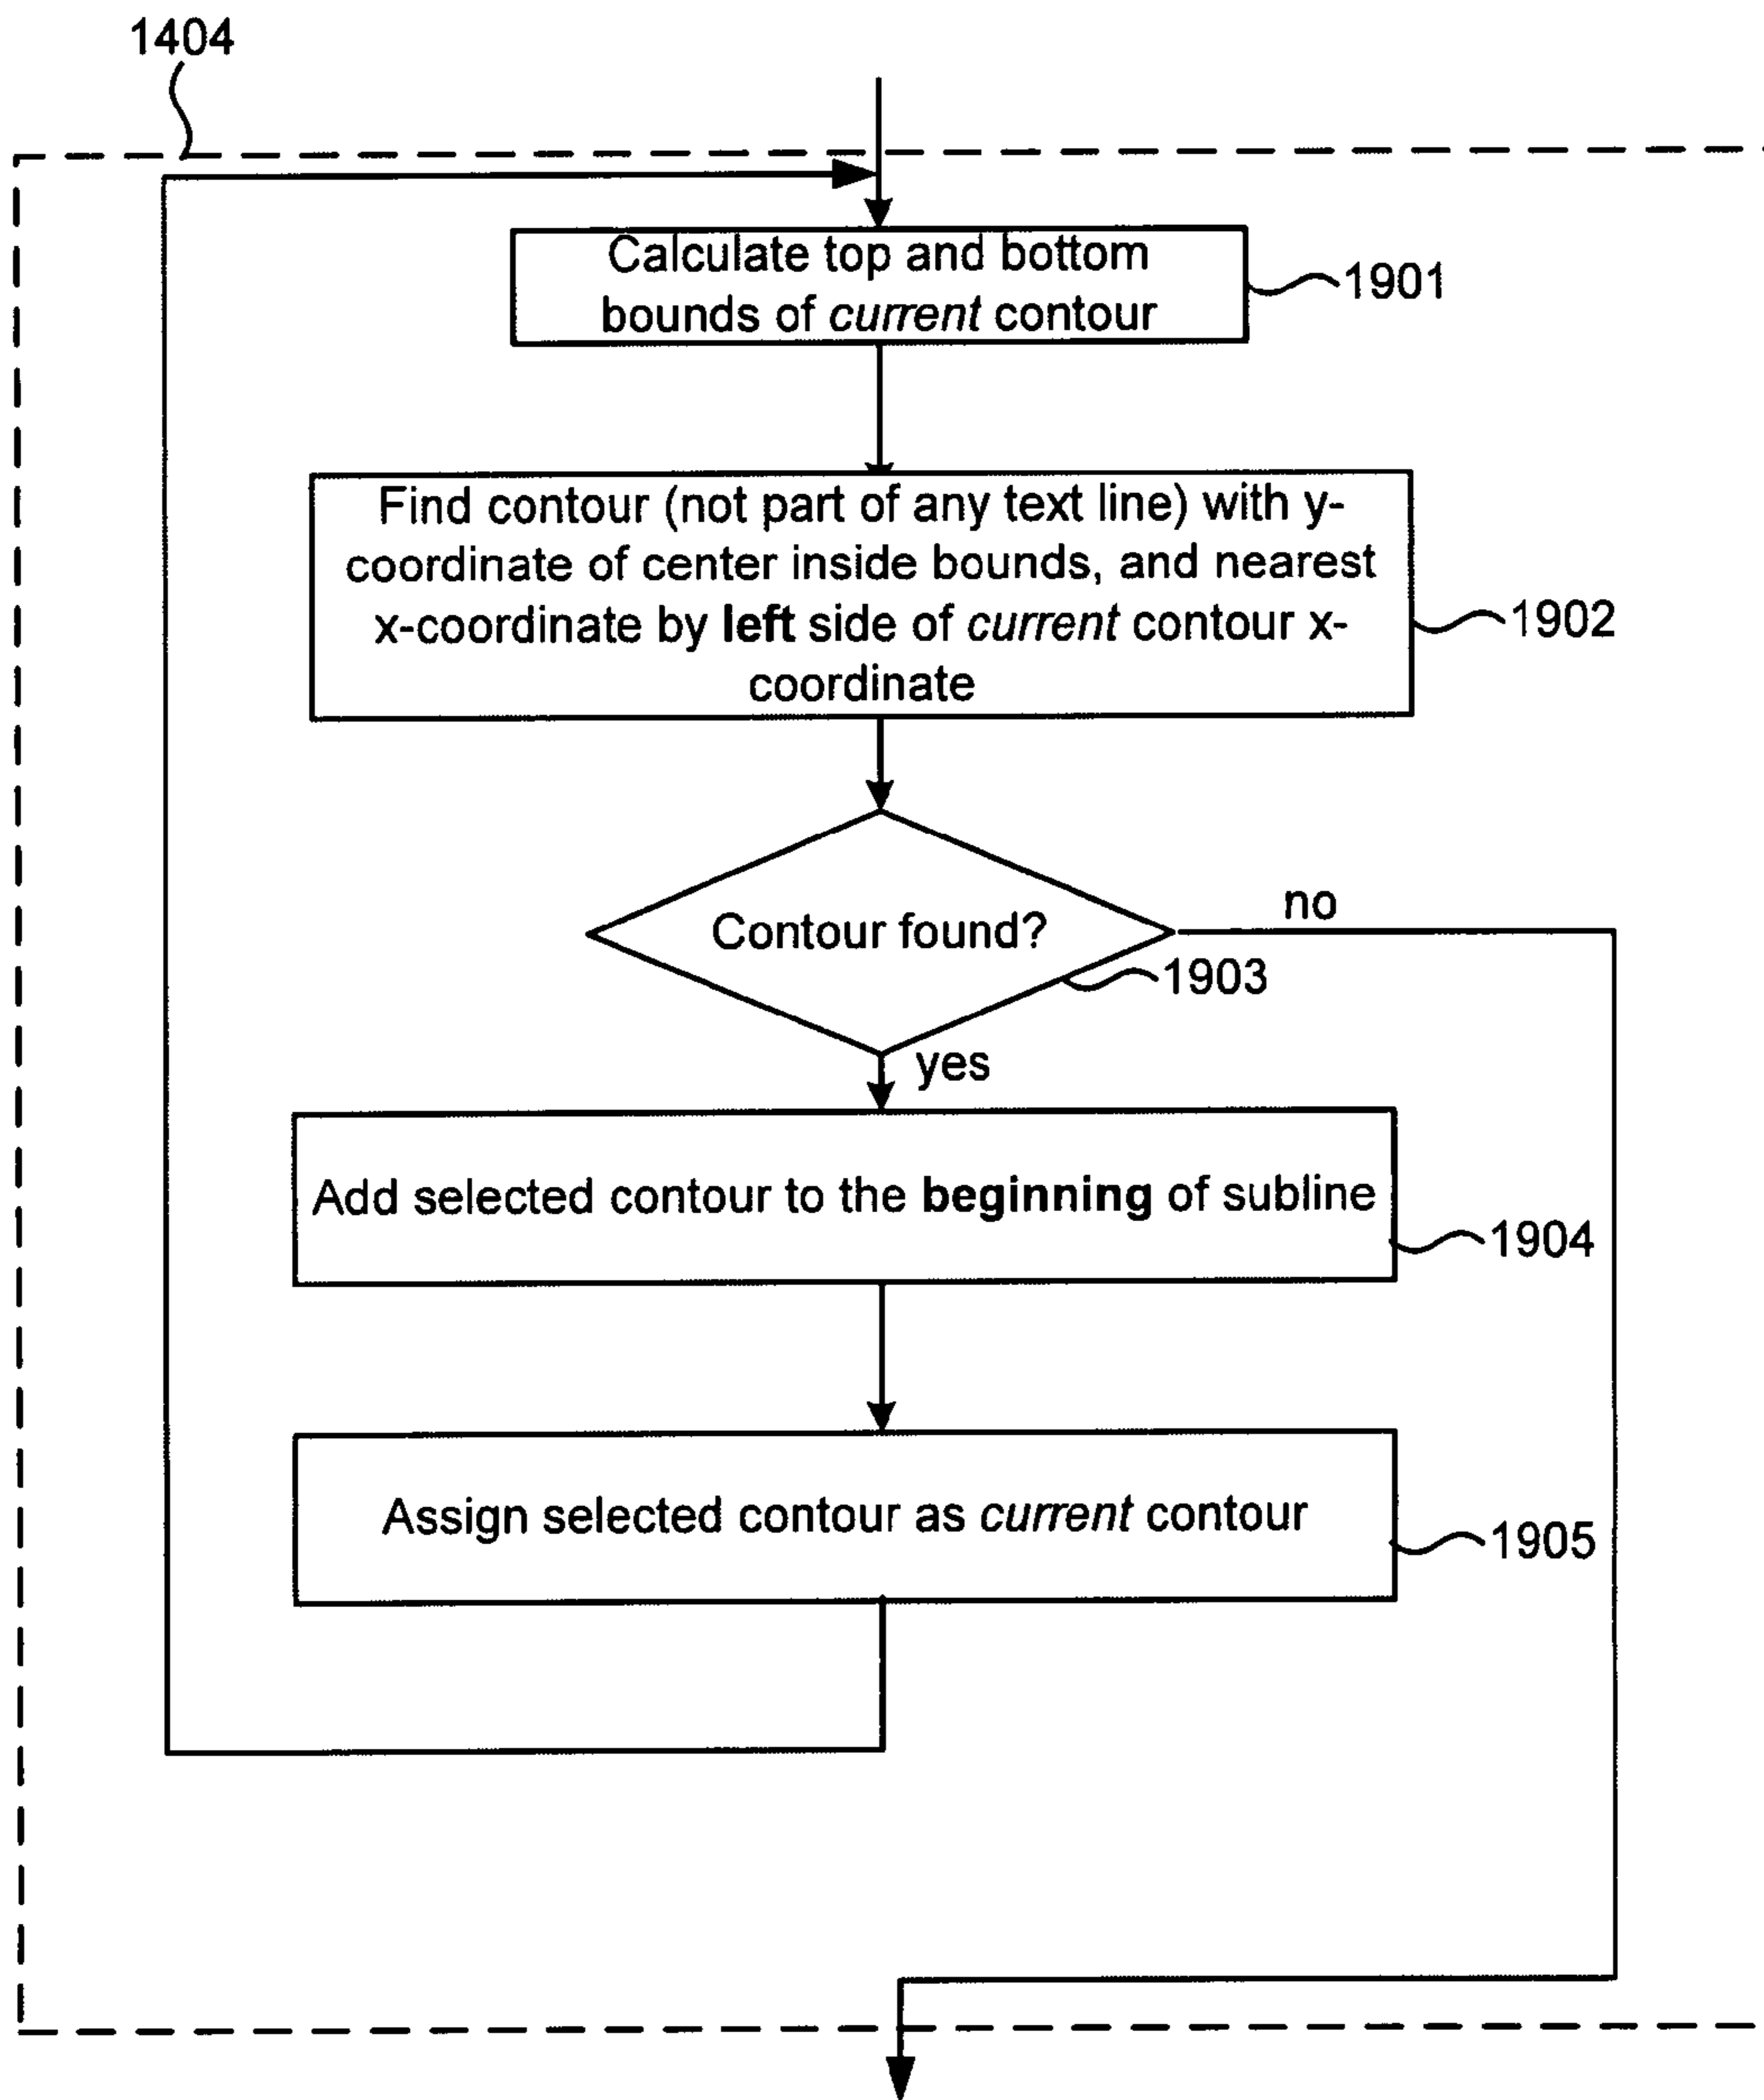 1404
Calculate top and bottom
bounds of current contour
1901
Find contour (not part of any text line) with y-
coordinate of center inside bounds, and nearest
x-coordinate by left side of current contour x-
coordinate
1902
Contour found?
no
1903
yes
Add selected contour to the beginning of subline
1904
Assign selected contour as current contour
1905